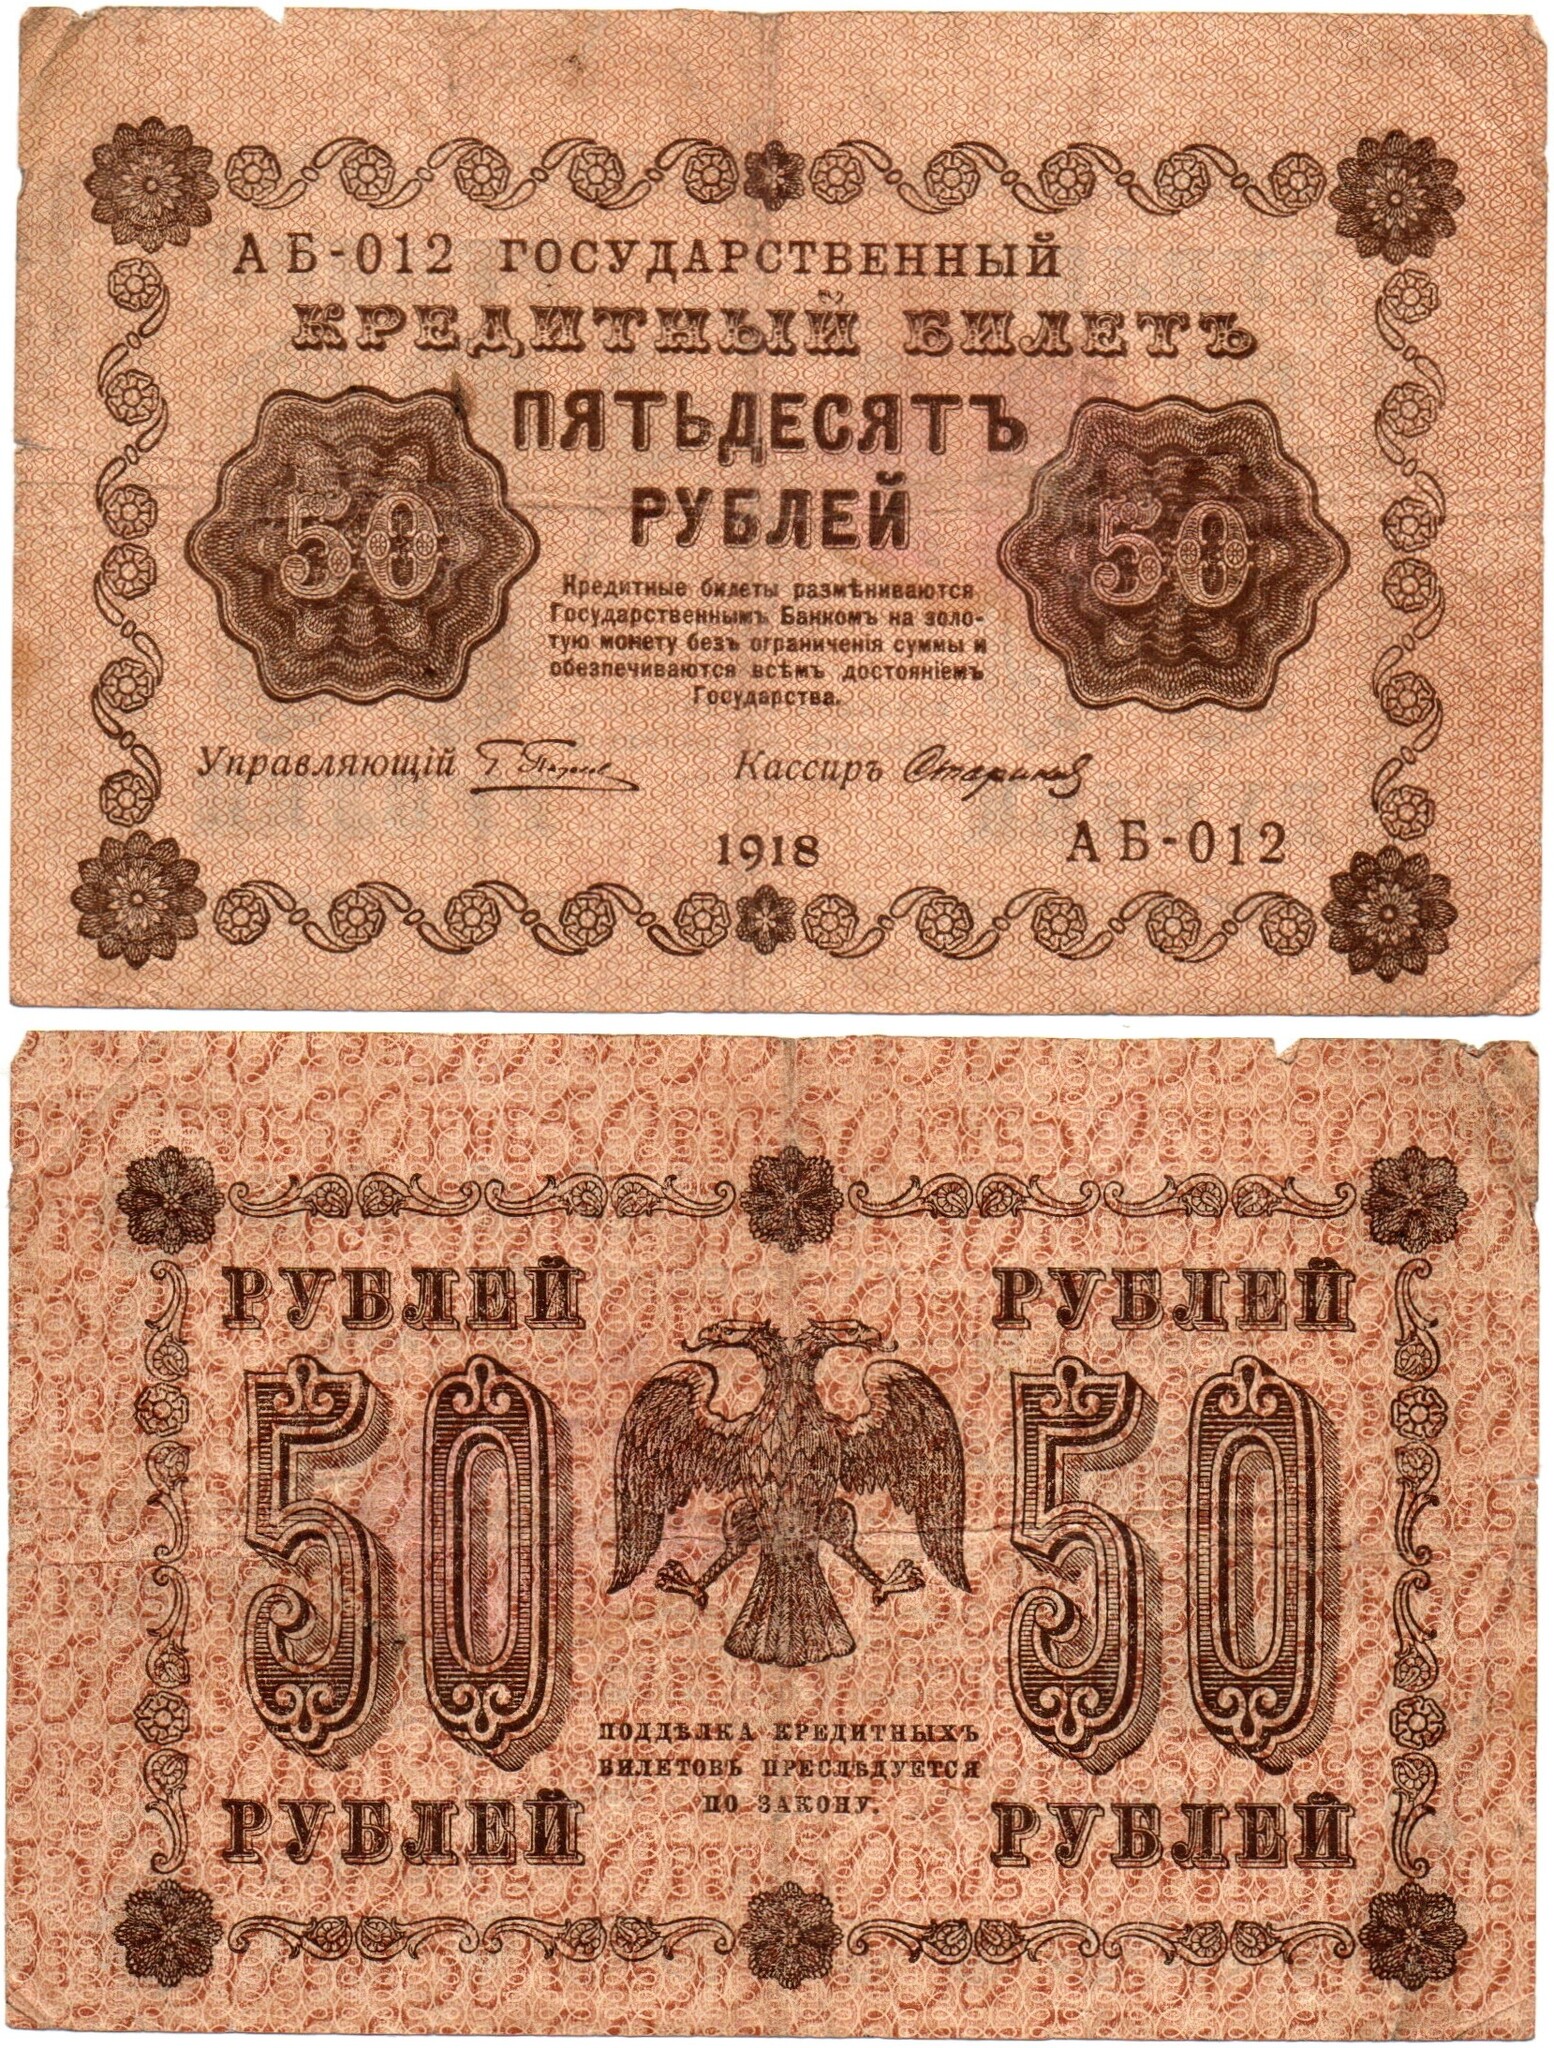 АБ-012 ГОСУДАРСТВЕННЫЙ
КРЕДИТНЫЙ БИЛЕТЪ
ПЯТЬДЕСЯТЪ
РУБЛЕЙ
50
50
Кредитные билеты размѣниваются
Государственнымъ Банкомъ на золо-
тую монету безъ ограниченія суммы и
обезпечиваются всѣмъ достояніемъ
Государства.
Управляющій Г. Пятаков Кассиръ Стариков
1918
АБ-012
РУБЛЕЙ
РУБЛЕЙ
50
50
ПОДДѢЛКА КРЕДИТНЫХЪ
БИЛЕТОВЪ ПРЕСЛѢДУЕТСЯ
ПО ЗАКОНУ.
РУБЛЕЙ
РУБЛЕЙ